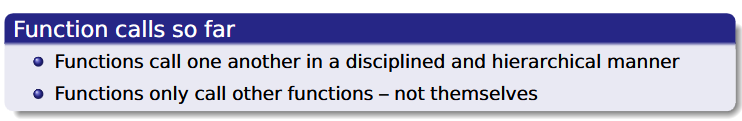 Function calls so far
Functions call one another in a disciplined and hierarchical manner
Functions only call other functions – not themselves